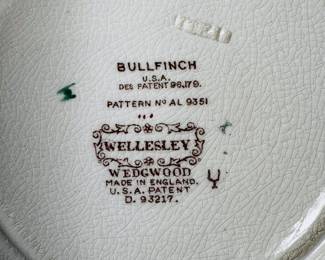 BULLFINCH
U.S.A.
DES PATENT 96,179.
PATTERN Nº AL 9351
WELLESLEY
WEDGWOOD
MADE IN ENGLAND.
U.S.A. PATENT
D. 93217.